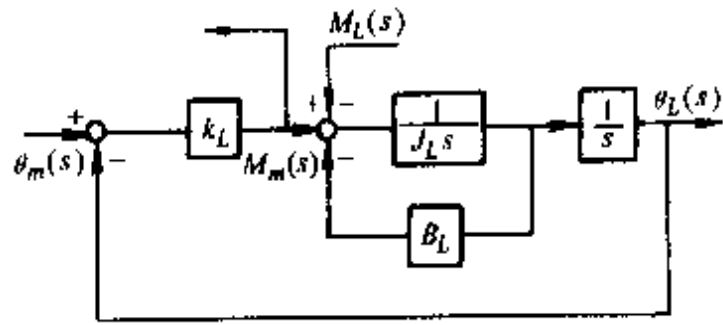 M_L(s)
+ −
θ_L(s)
+
k_L
1/(J_L s)
1/s
θ_m(s)
−
M_m(s)
−
B_L